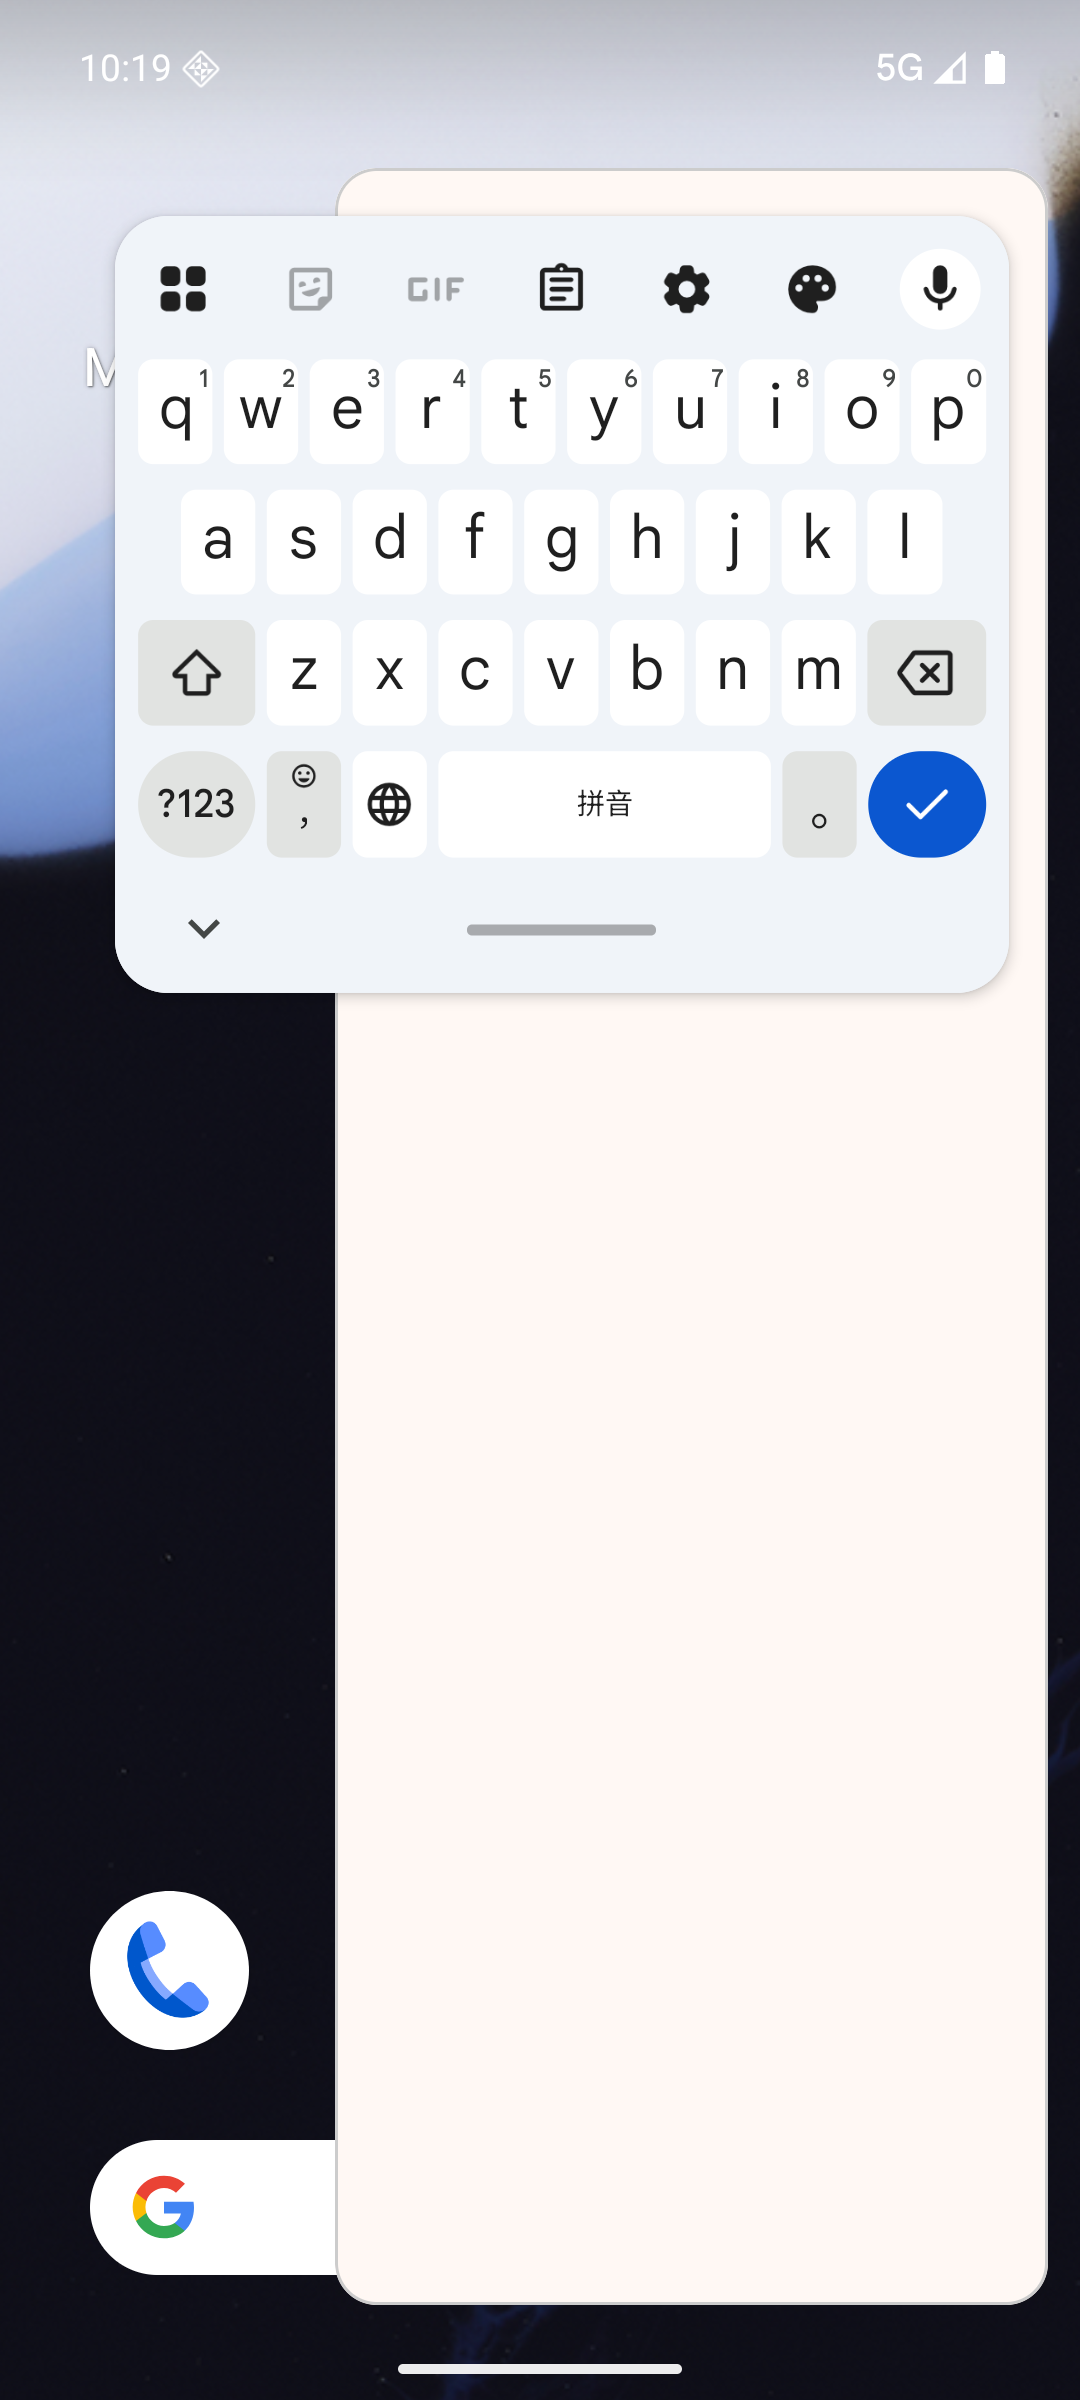 10:19 5G
M
GIF
q1 w2 e3 r4 t5 y6 u7 i8 o9 p0
a s d f g h j k l
z x c v b n m
?123 , 拼音 。
G